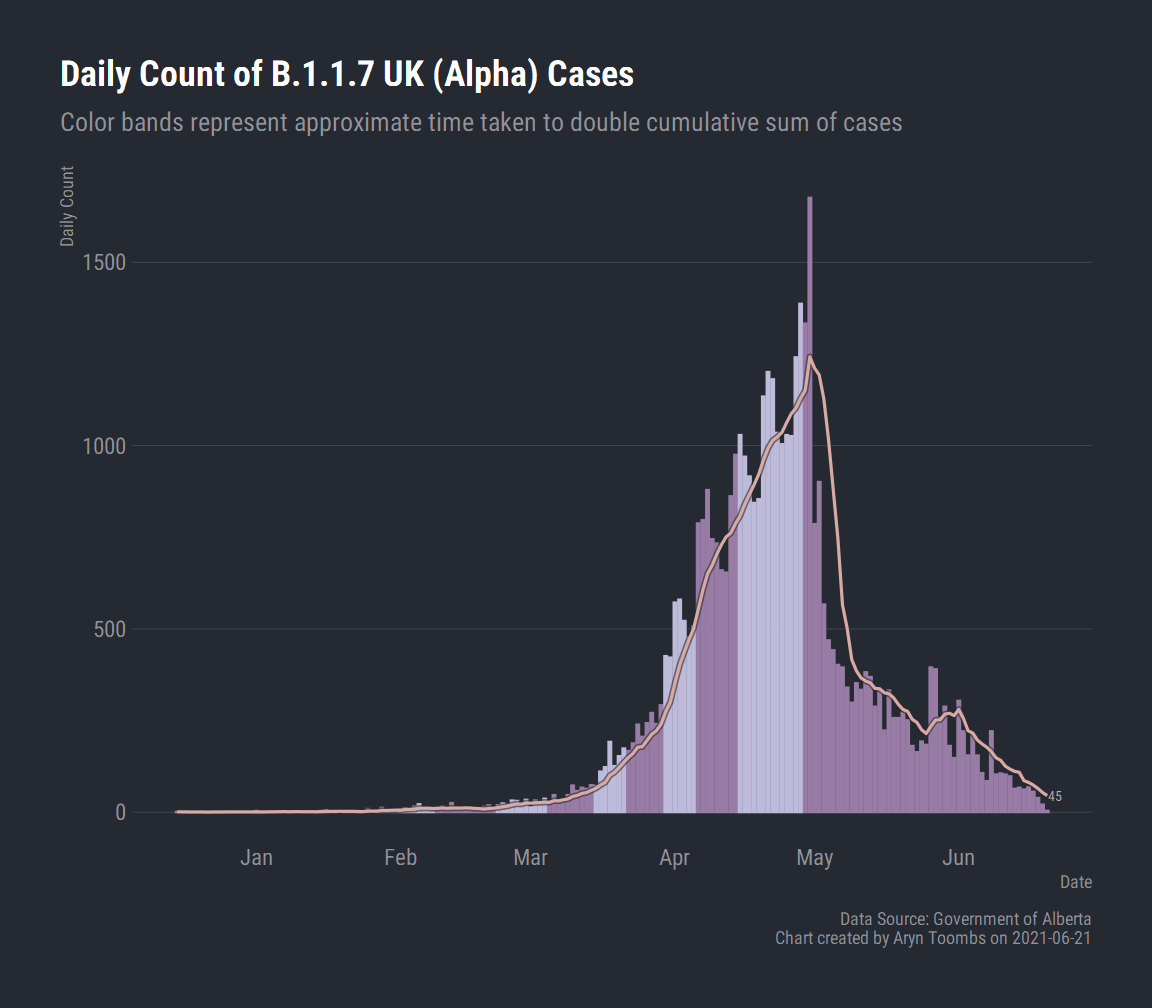 Daily Count of B.1.1.7 UK (Alpha) Cases
Color bands represent approximate time taken to double cumulative sum of cases
Daily Count
1500
1000
500
0
45
Jan Feb Mar Apr May Jun
Date
Data Source: Government of Alberta
Chart created by Aryn Toombs on 2021-06-21